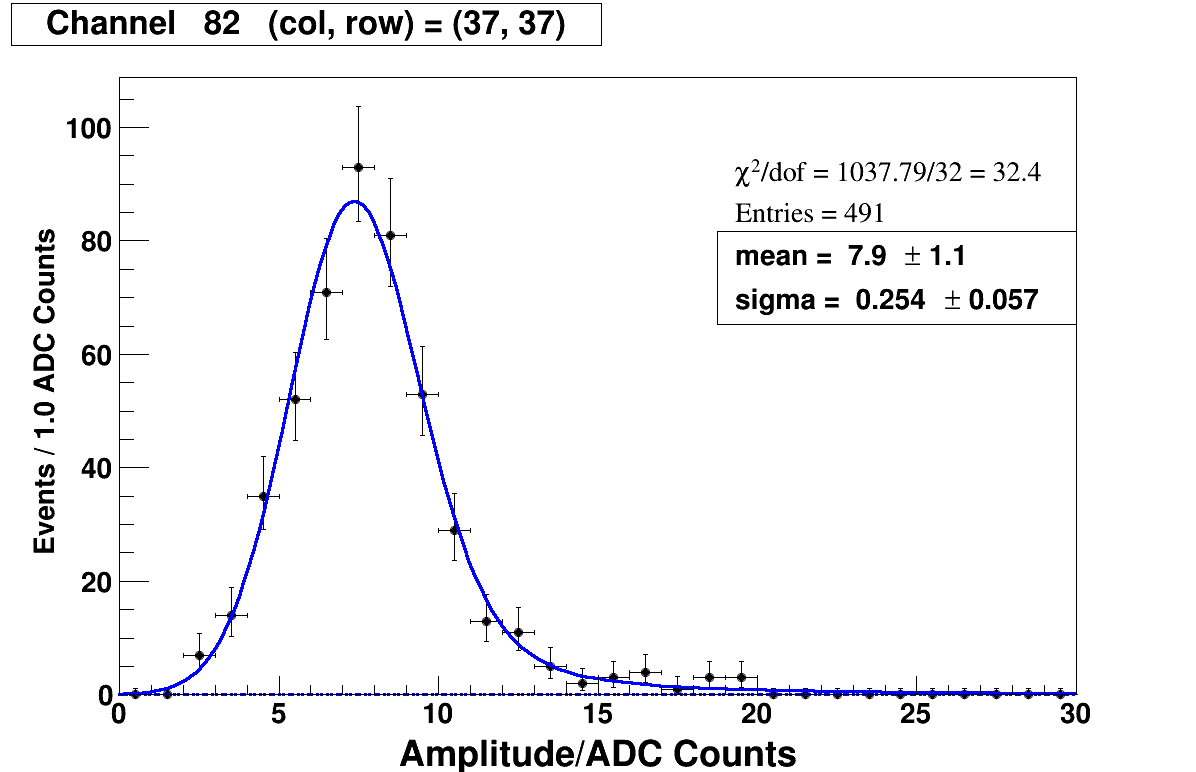 Channel 82 (col, row) = (37, 37)
χ²/dof = 1037.79/32 = 32.4
Entries = 491
mean = 7.9 ± 1.1
sigma = 0.254 ± 0.057
Events / 1.0 ADC Counts
100
80
60
40
20
0
0 5 10 15 20 25 30
Amplitude/ADC Counts